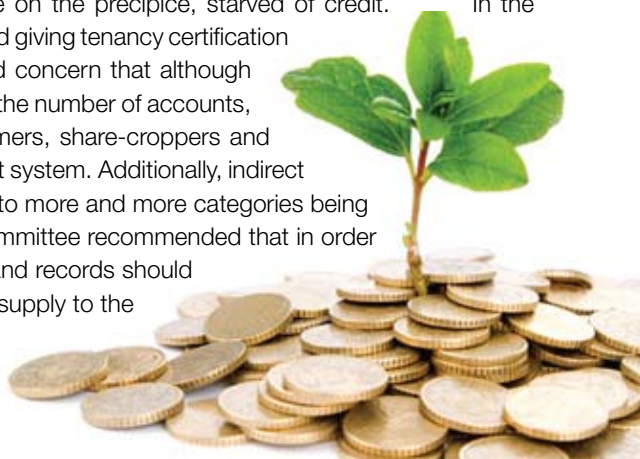 e on the precipice, starved of credit. In the
d giving tenancy certification
d concern that although
the number of accounts,
mers, share-croppers and
t system. Additionally, indirect
to more and more categories being
mmittee recommended that in order
and records should
supply to the